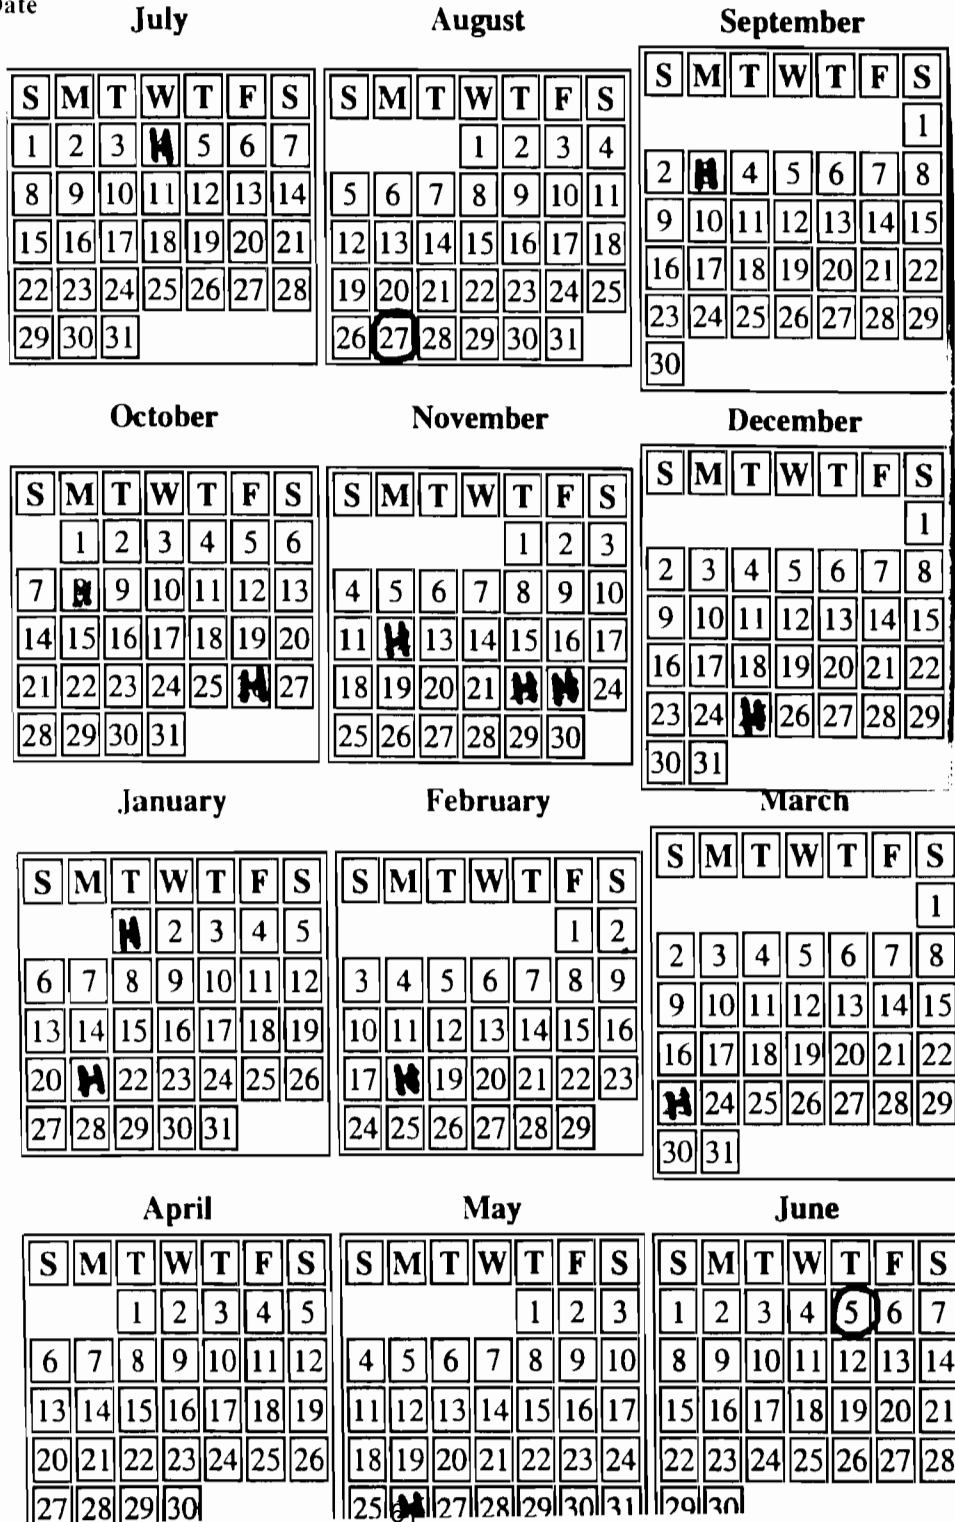 Date
July
S M T W T F S
1 2 3 H 5 6 7
8 9 10 11 12 13 14
15 16 17 18 19 20 21
22 23 24 25 26 27 28
29 30 31
August
S M T W T F S
1 2 3 4
5 6 7 8 9 10 11
12 13 14 15 16 17 18
19 20 21 22 23 24 25
26 27 28 29 30 31
September
S M T W T F S
1
2 H 4 5 6 7 8
9 10 11 12 13 14 15
16 17 18 19 20 21 22
23 24 25 26 27 28 29
30
October
S M T W T F S
1 2 3 4 5 6
7 H 9 10 11 12 13
14 15 16 17 18 19 20
21 22 23 24 25 H 27
28 29 30 31
November
S M T W T F S
1 2 3
4 5 6 7 8 9 10
11 H 13 14 15 16 17
18 19 20 21 H H 24
25 26 27 28 29 30
December
S M T W T F S
1
2 3 4 5 6 7 8
9 10 11 12 13 14 15
16 17 18 19 20 21 22
23 24 H 26 27 28 29
30 31
January
S M T W T F S
H 2 3 4 5
6 7 8 9 10 11 12
13 14 15 16 17 18 19
20 H 22 23 24 25 26
27 28 29 30 31
February
S M T W T F S
1 2
3 4 5 6 7 8 9
10 11 12 13 14 15 16
17 H 19 20 21 22 23
24 25 26 27 28 29
March
S M T W T F S
1
2 3 4 5 6 7 8
9 10 11 12 13 14 15
16 17 18 19 20 21 22
H 24 25 26 27 28 29
30 31
April
S M T W T F S
1 2 3 4 5
6 7 8 9 10 11 12
13 14 15 16 17 18 19
20 21 22 23 24 25 26
27 28 29 30
May
S M T W T F S
1 2 3
4 5 6 7 8 9 10
11 12 13 14 15 16 17
18 19 20 21 22 23 24
25 H 27 28 29 30 31
June
S M T W T F S
1 2 3 4 5 6 7
8 9 10 11 12 13 14
15 16 17 18 19 20 21
22 23 24 25 26 27 28
29 30